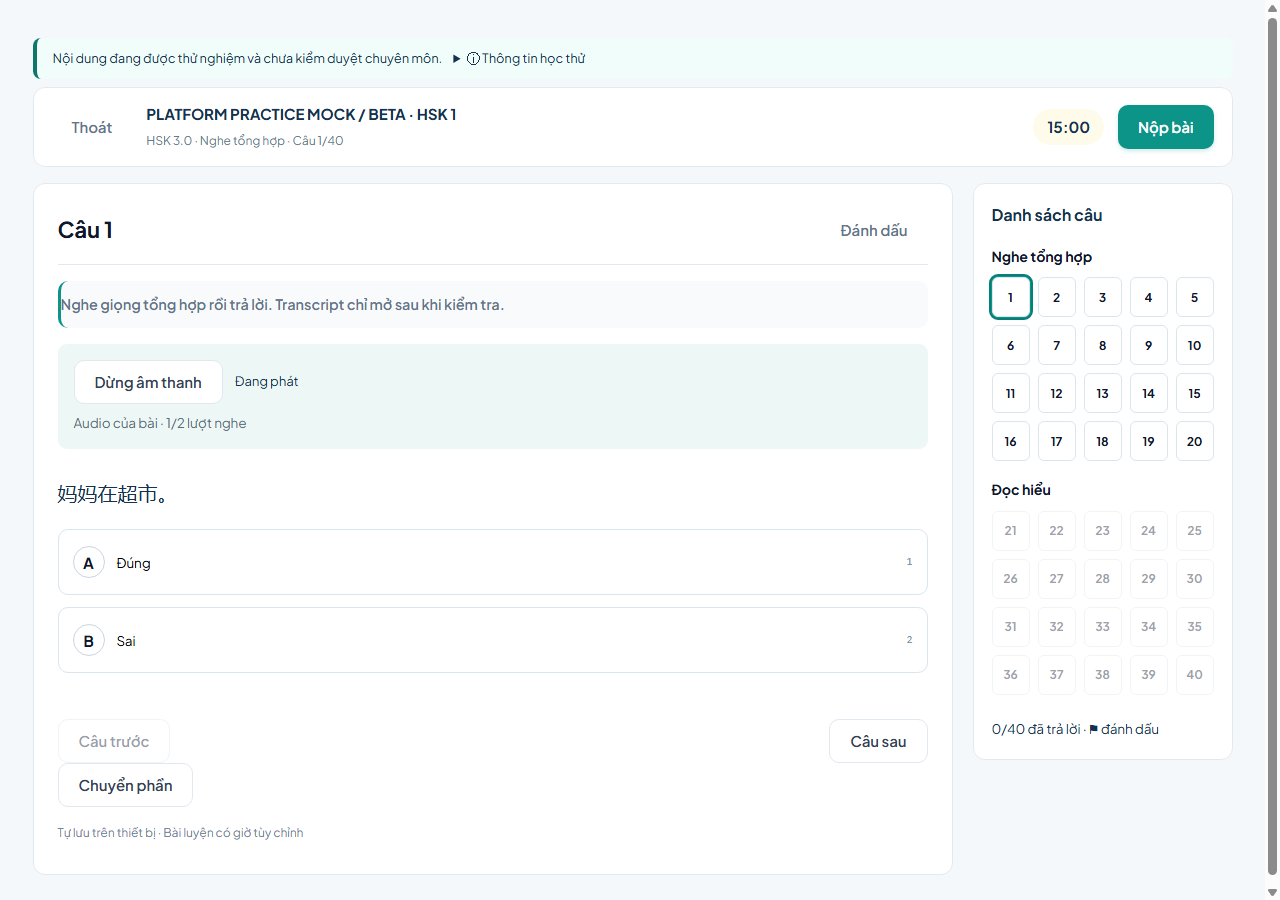 Nội dung đang được thử nghiệm và chưa kiểm duyệt chuyên môn. ▶ ⓘ Thông tin học thử
Thoát
PLATFORM PRACTICE MOCK / BETA · HSK 1
HSK 3.0 · Nghe tổng hợp · Câu 1/40
15:00
Nộp bài
Câu 1
Đánh dấu
Nghe giọng tổng hợp rồi trả lời. Transcript chỉ mở sau khi kiểm tra.
Dừng âm thanh
Đang phát
Audio của bài · 1/2 lượt nghe
妈妈在超市。
A Đúng 1
B Sai 2
Câu trước
Câu sau
Chuyển phần
Tự lưu trên thiết bị · Bài luyện có giờ tùy chỉnh
Danh sách câu
Nghe tổng hợp
1 2 3 4 5
6 7 8 9 10
11 12 13 14 15
16 17 18 19 20
Đọc hiểu
21 22 23 24 25
26 27 28 29 30
31 32 33 34 35
36 37 38 39 40
0/40 đã trả lời · ⚑ đánh dấu